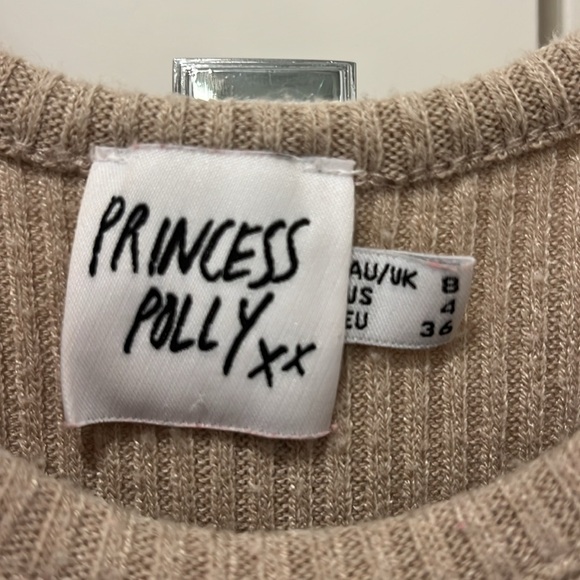 PRINCESS
POLLY xx
AU/UK 8
US 4
EU 36